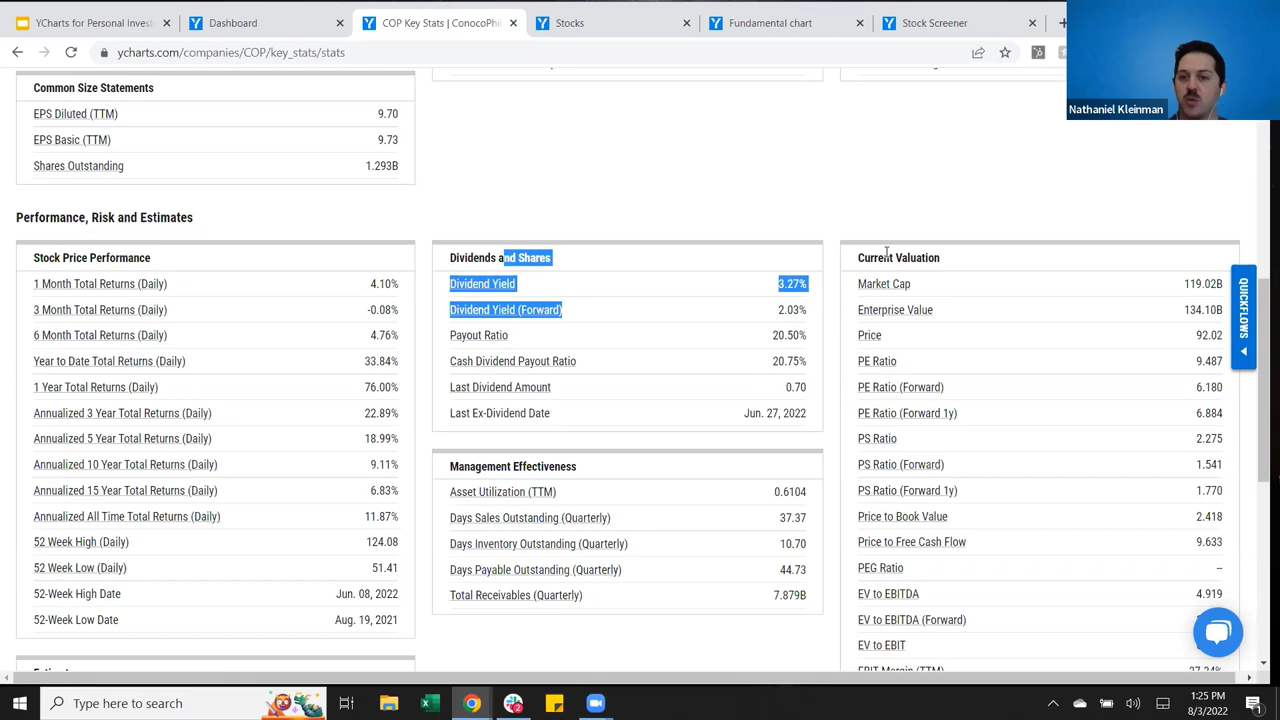 YCharts for Personal Invest
Dashboard
COP Key Stats | ConocoPhil
Stocks
Fundamental chart
Stock Screener
ycharts.com/companies/COP/key_stats/stats
Nathaniel Kleinman
Common Size Statements
EPS Diluted (TTM) 9.70
EPS Basic (TTM) 9.73
Shares Outstanding 1.293B
Performance, Risk and Estimates
Stock Price Performance
1 Month Total Returns (Daily) 4.10%
3 Month Total Returns (Daily) -0.08%
6 Month Total Returns (Daily) 4.76%
Year to Date Total Returns (Daily) 33.84%
1 Year Total Returns (Daily) 76.00%
Annualized 3 Year Total Returns (Daily) 22.89%
Annualized 5 Year Total Returns (Daily) 18.99%
Annualized 10 Year Total Returns (Daily) 9.11%
Annualized 15 Year Total Returns (Daily) 6.83%
Annualized All Time Total Returns (Daily) 11.87%
52 Week High (Daily) 124.08
52 Week Low (Daily) 51.41
52-Week High Date Jun. 08, 2022
52-Week Low Date Aug. 19, 2021
Dividends and Shares
Dividend Yield 3.27%
Dividend Yield (Forward) 2.03%
Payout Ratio 20.50%
Cash Dividend Payout Ratio 20.75%
Last Dividend Amount 0.70
Last Ex-Dividend Date Jun. 27, 2022
Management Effectiveness
Asset Utilization (TTM) 0.6104
Days Sales Outstanding (Quarterly) 37.37
Days Inventory Outstanding (Quarterly) 10.70
Days Payable Outstanding (Quarterly) 44.73
Total Receivables (Quarterly) 7.879B
Current Valuation
Market Cap 119.02B
Enterprise Value 134.10B
Price 92.02
PE Ratio 9.487
PE Ratio (Forward) 6.180
PE Ratio (Forward 1y) 6.884
PS Ratio 2.275
PS Ratio (Forward) 1.541
PS Ratio (Forward 1y) 1.770
Price to Book Value 2.418
Price to Free Cash Flow 9.633
PEG Ratio --
EV to EBITDA 4.919
EV to EBITDA (Forward)
EV to EBIT
EBIT Margin (TTM) 27.24%
QUICKFLOWS
Type here to search
1:25 PM
8/3/2022